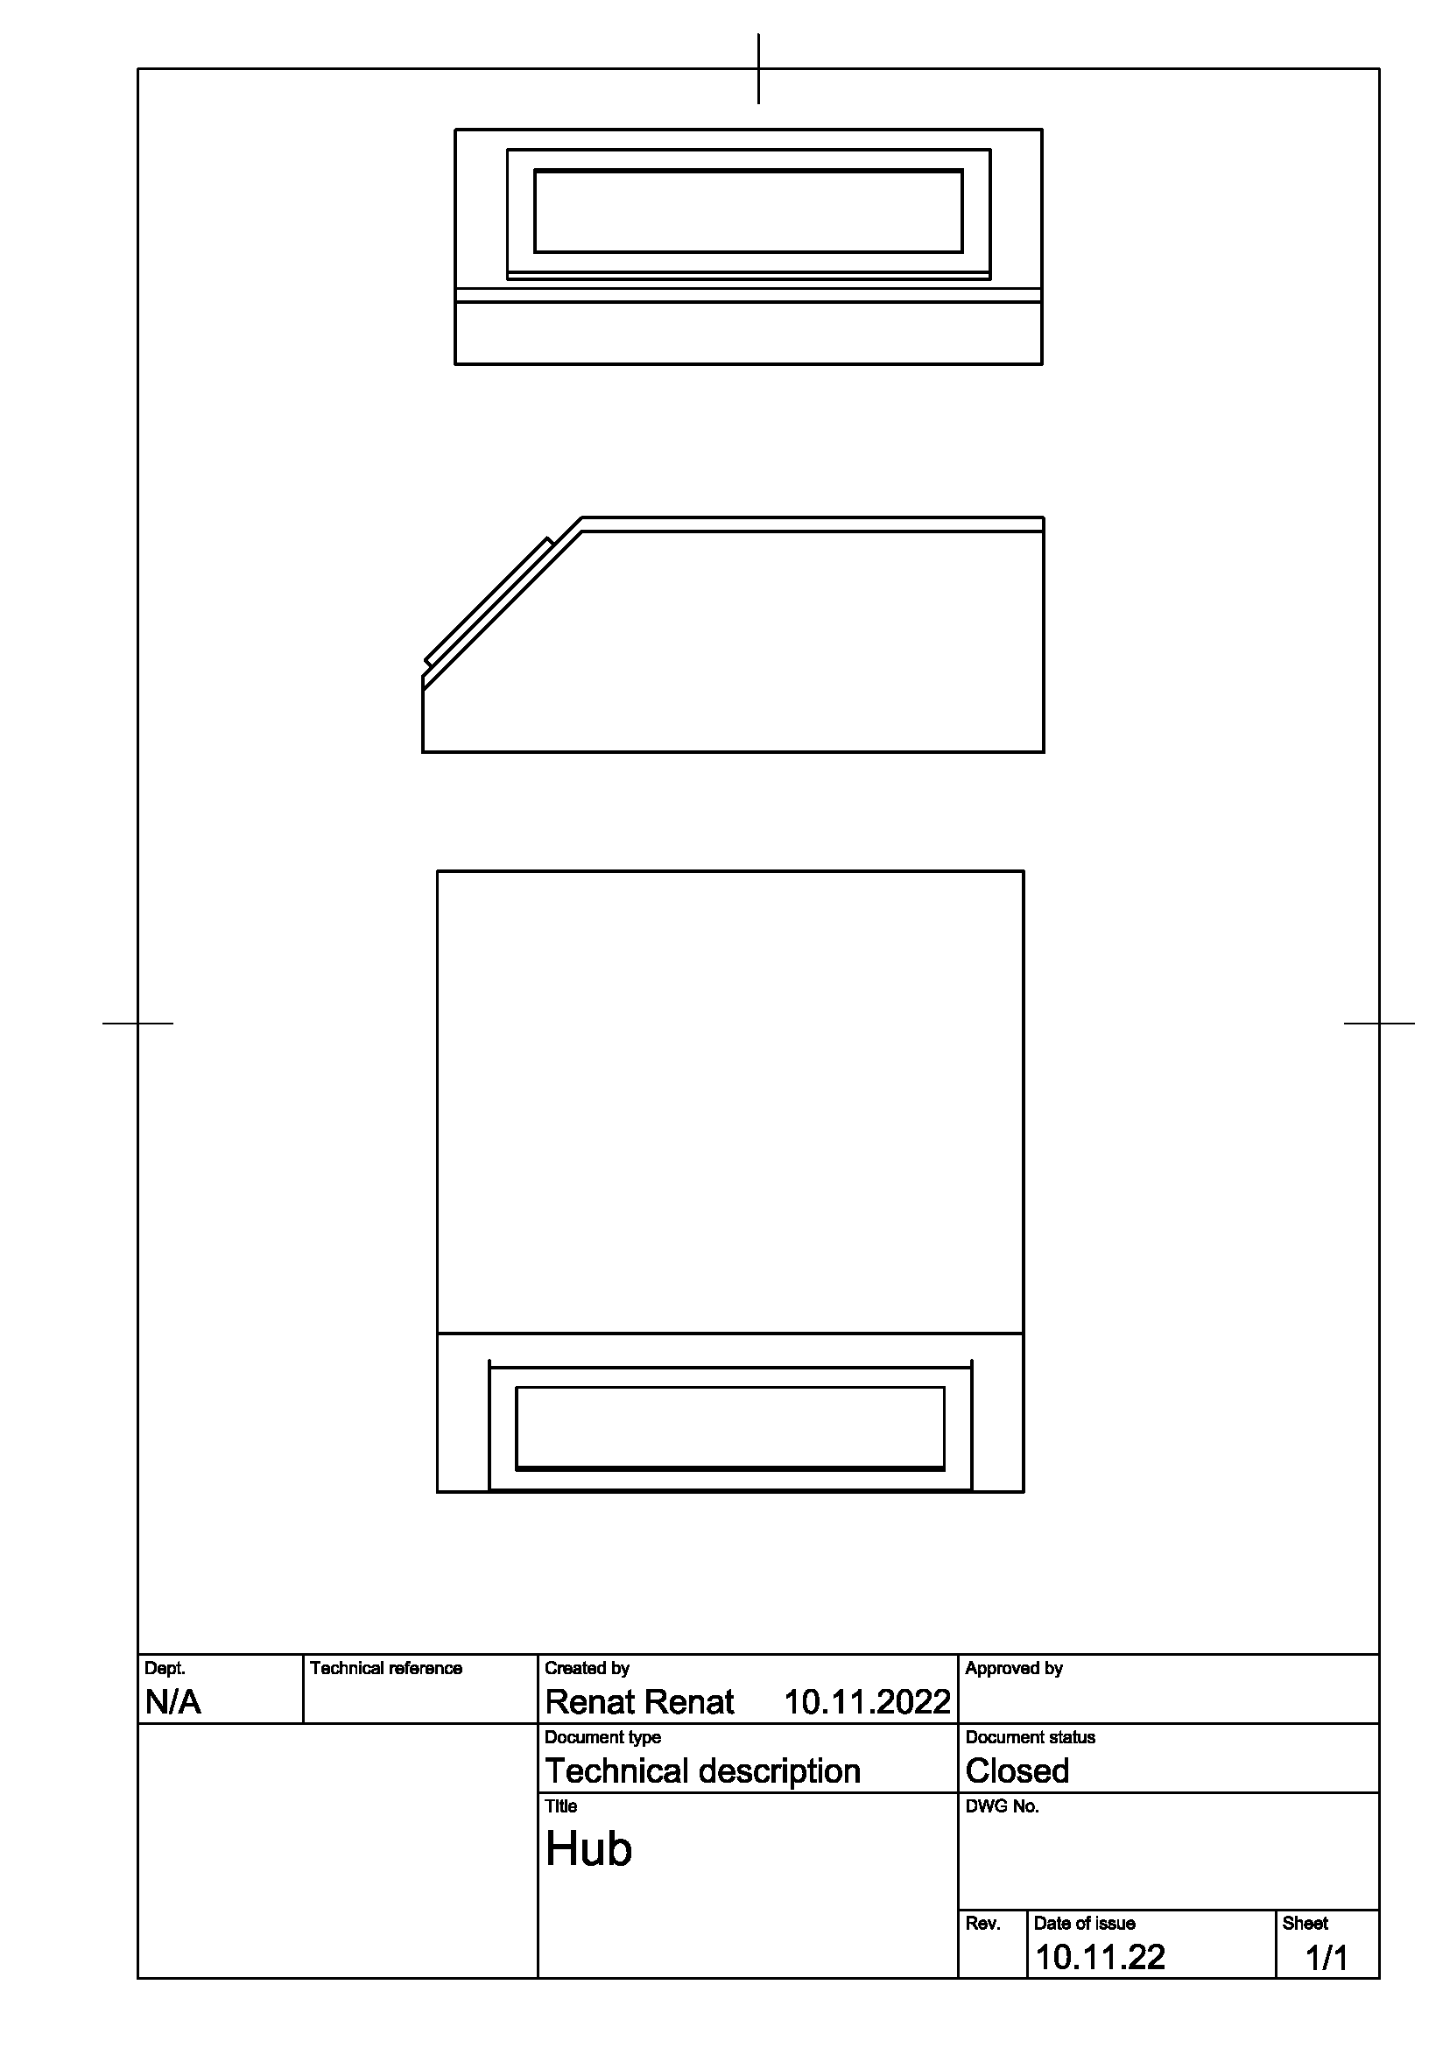 Dept.
Technical reference
Created by
Approved by
N/A
Renat Renat 10.11.2022
Document type
Document status
Technical description
Closed
Title
DWG No.
Hub
Rev.
Date of issue
Sheet
10.11.22
1/1